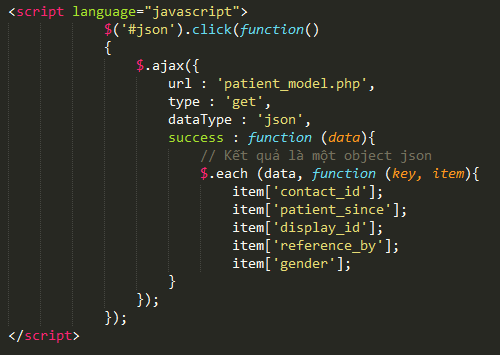 <script language="javascript">
$('#json').click(function()
{
$.ajax({
url : 'patient_model.php',
type : 'get',
dataType : 'json',
success : function (data){
// Kết quả là một object json
$.each (data, function (key, item){
item['contact_id'];
item['patient_since'];
item['display_id'];
item['reference_by'];
item['gender'];
}
});
});
</script>